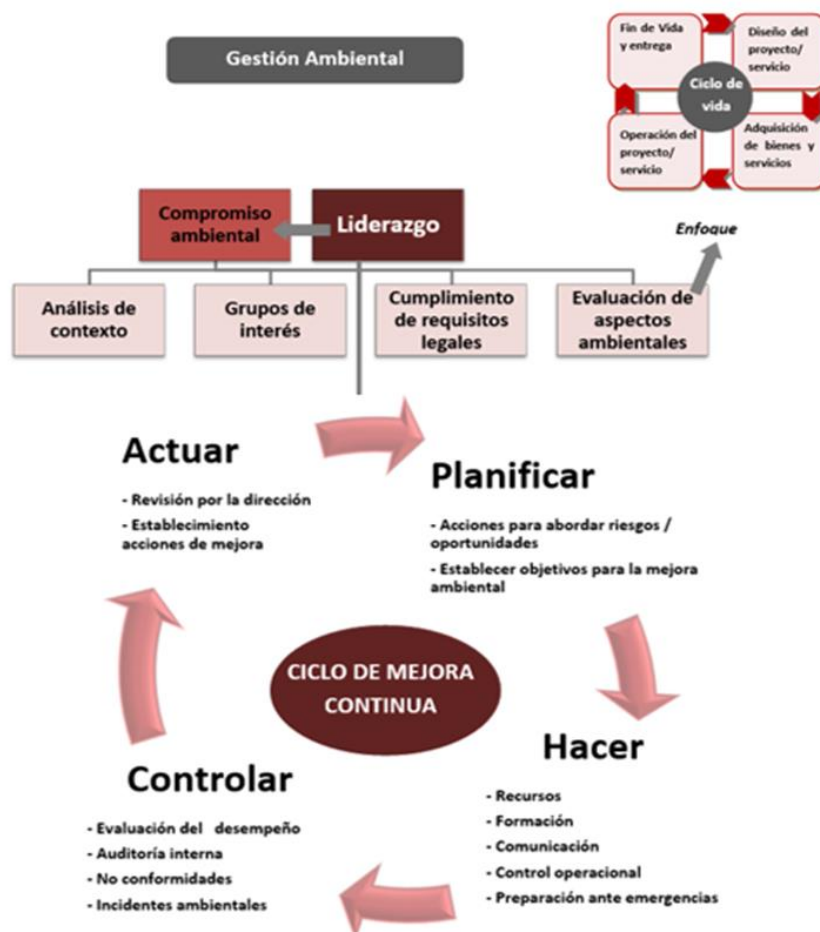 Gestión Ambiental
Fin de Vida
y entrega
Diseño del
proyecto/
servicio
Ciclo de
vida
Operación del
proyecto/
servicio
Adquisición
de bienes y
servicios
Compromiso
ambiental
Liderazgo
Enfoque
Análisis de
contexto
Grupos de
interés
Cumplimiento
de requisitos
legales
Evaluación de
aspectos
ambientales
Actuar
- Revisión por la dirección
- Establecimiento
acciones de mejora
Planificar
- Acciones para abordar riesgos /
oportunidades
- Establecer objetivos para la mejora
ambiental
CICLO DE MEJORA
CONTINUA
Hacer
- Recursos
- Formación
- Comunicación
- Control operacional
- Preparación ante emergencias
Controlar
- Evaluación del desempeño
- Auditoría interna
- No conformidades
- Incidentes ambientales